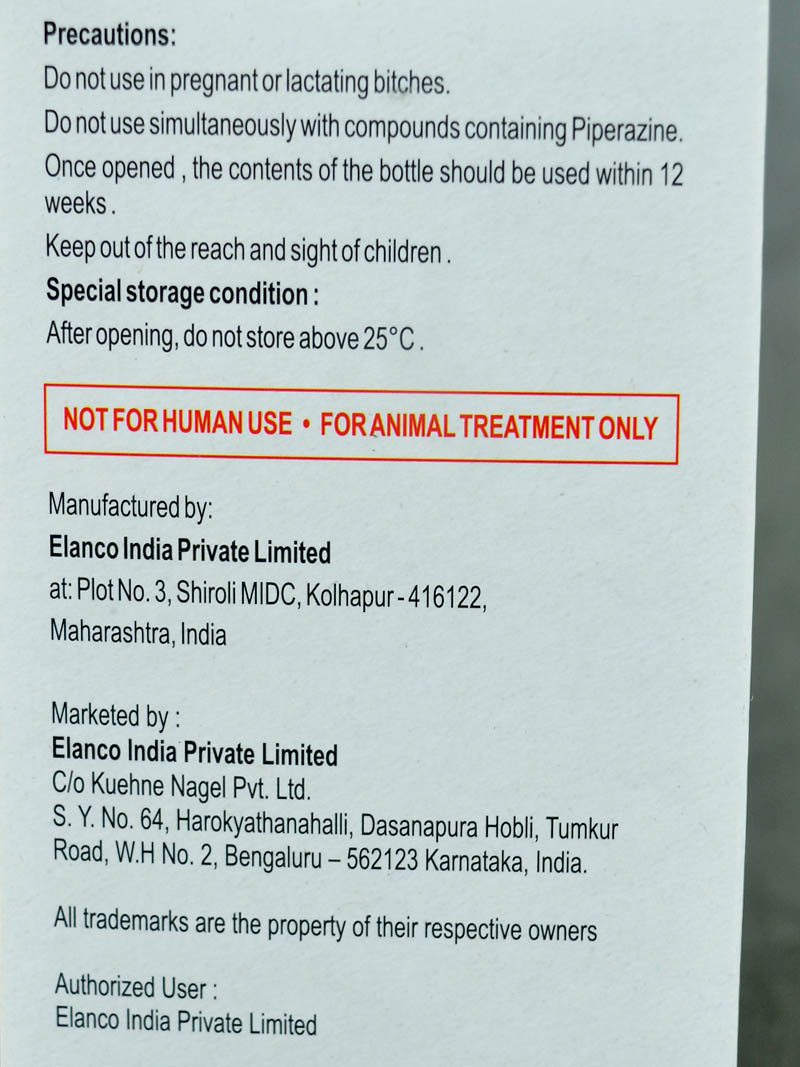 Precautions:
Do not use in pregnant or lactating bitches.
Do not use simultaneously with compounds containing Piperazine.
Once opened , the contents of the bottle should be used within 12
weeks .
Keep out of the reach and sight of children .
Special storage condition :
After opening, do not store above 25°C .
NOT FOR HUMAN USE • FOR ANIMAL TREATMENT ONLY
Manufactured by:
Elanco India Private Limited
at: Plot No. 3, Shiroli MIDC, Kolhapur - 416122,
Maharashtra, India
Marketed by :
Elanco India Private Limited
C/o Kuehne Nagel Pvt. Ltd.
S. Y. No. 64, Harokyathanahalli, Dasanapura Hobli, Tumkur
Road, W.H No. 2, Bengaluru – 562123 Karnataka, India.
All trademarks are the property of their respective owners
Authorized User :
Elanco India Private Limited